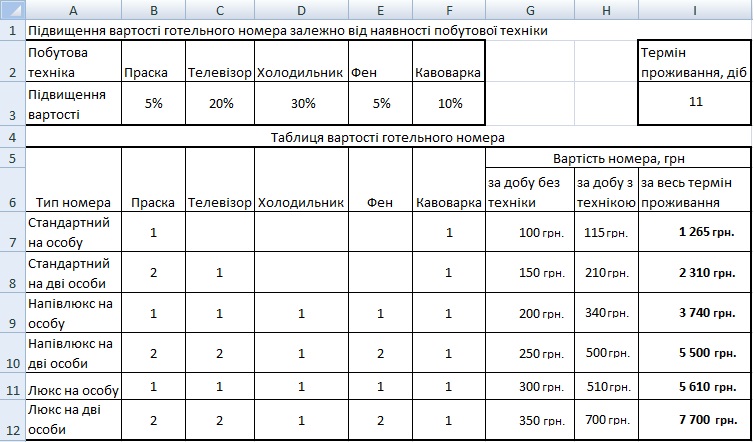 A B C D E F G H I
1 Підвищення вартості готельного номера залежно від наявності побутової техніки
2 Побутова техніка Праска Телевізор Холодильник Фен Кавоварка Термін проживання, діб
3 Підвищення вартості 5% 20% 30% 5% 10% 11
4 Таблиця вартості готельного номера
5 Вартість номера, грн
6 Тип номера Праска Телевізор Холодильник Фен Кавоварка за добу без техніки за добу з технікою за весь термін проживання
7 Стандартний на особу 1 1 100 грн. 115 грн. 1 265 грн.
8 Стандартний на дві особи 2 1 1 150 грн. 210 грн. 2 310 грн.
9 Напівлюкс на особу 1 1 1 1 1 200 грн. 340 грн. 3 740 грн.
10 Напівлюкс на дві особи 2 2 1 2 1 250 грн. 500 грн. 5 500 грн.
11 Люкс на особу 1 1 1 1 1 300 грн. 510 грн. 5 610 грн.
12 Люкс на дві особи 2 2 1 2 1 350 грн. 700 грн. 7 700 грн.